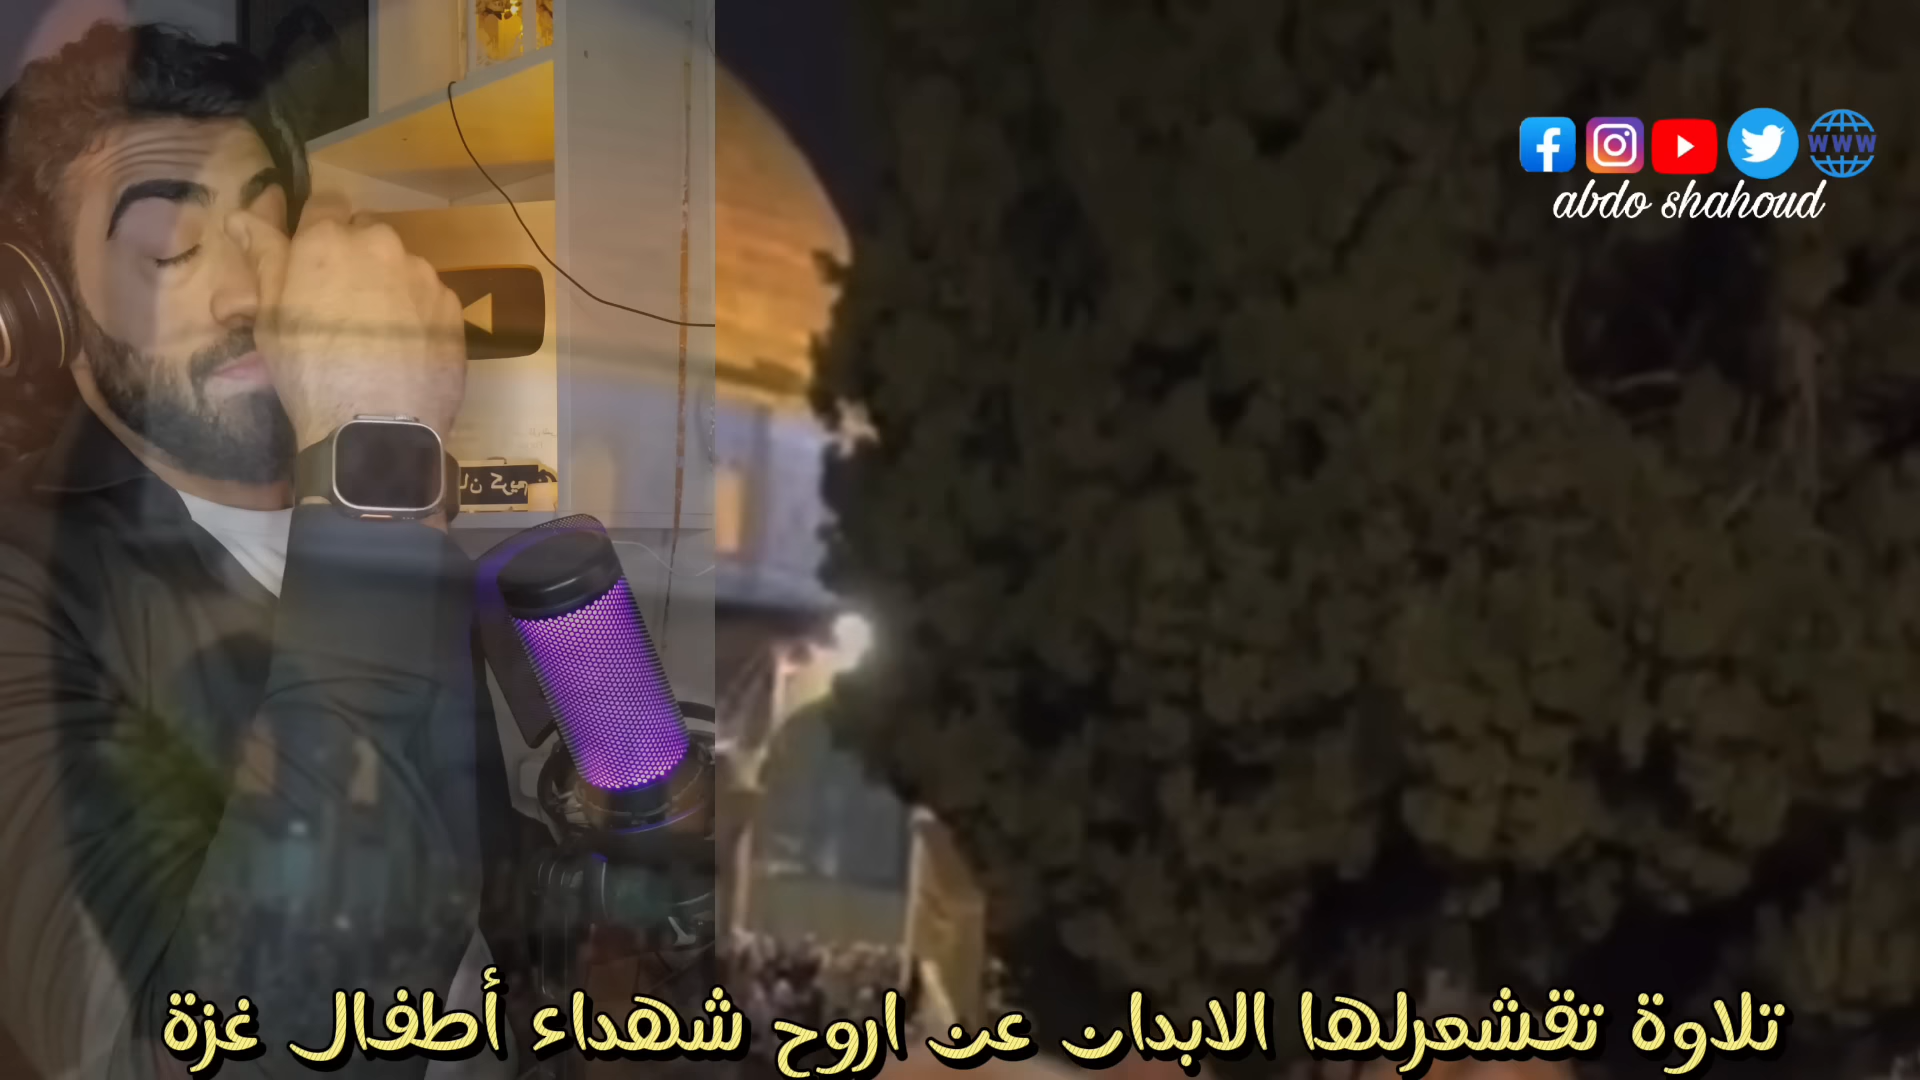 www
abdo shahoud
تلاوة تقشعرلها الابدان عن اروح شهداء أطفال غزة